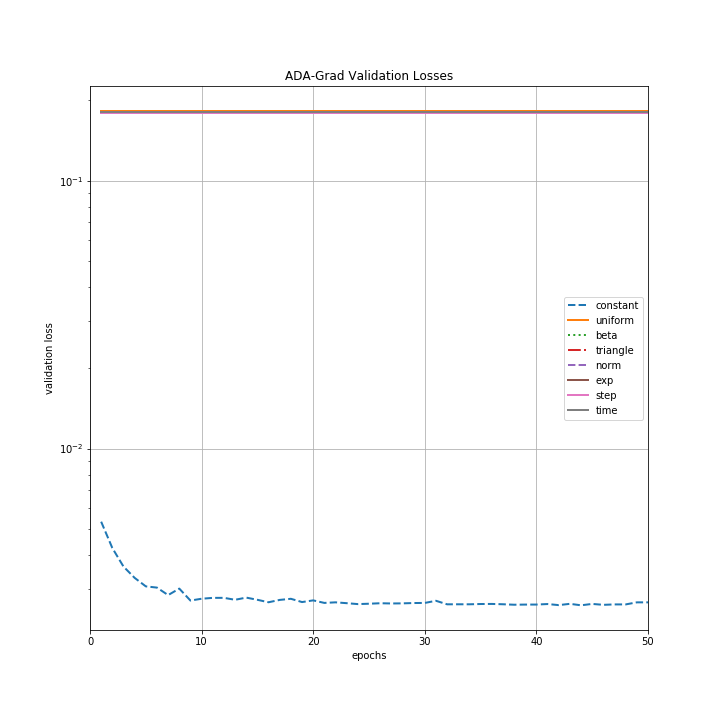 ADA-Grad Validation Losses
validation loss
10⁻¹
10⁻²
constant
uniform
beta
triangle
norm
exp
step
time
0 10 20 30 40 50
epochs